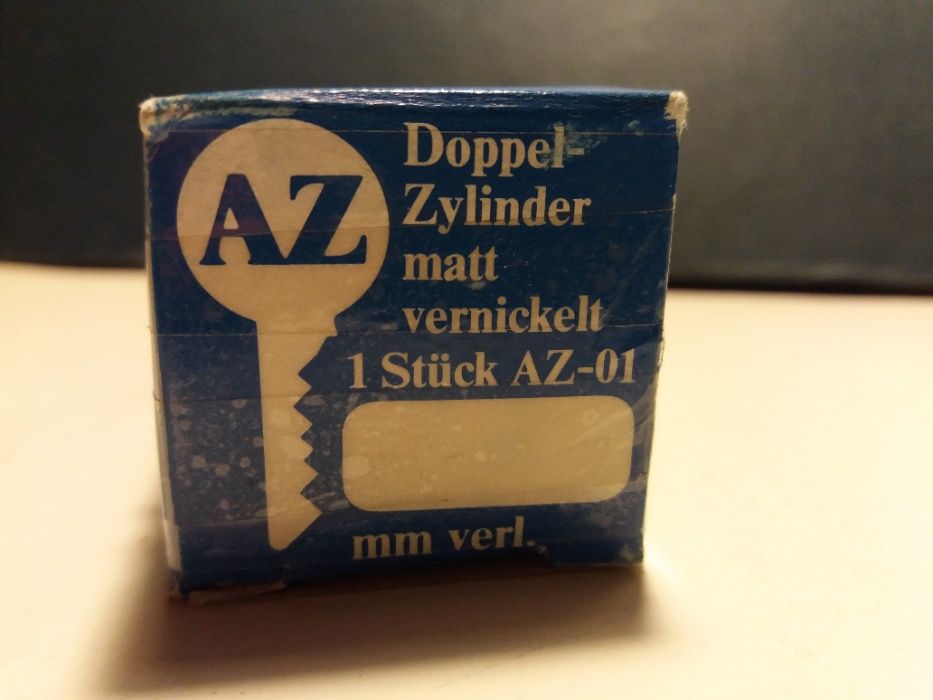 AZ
Doppel-
Zylinder
matt
vernickelt
1 Stück AZ-01
mm verl.